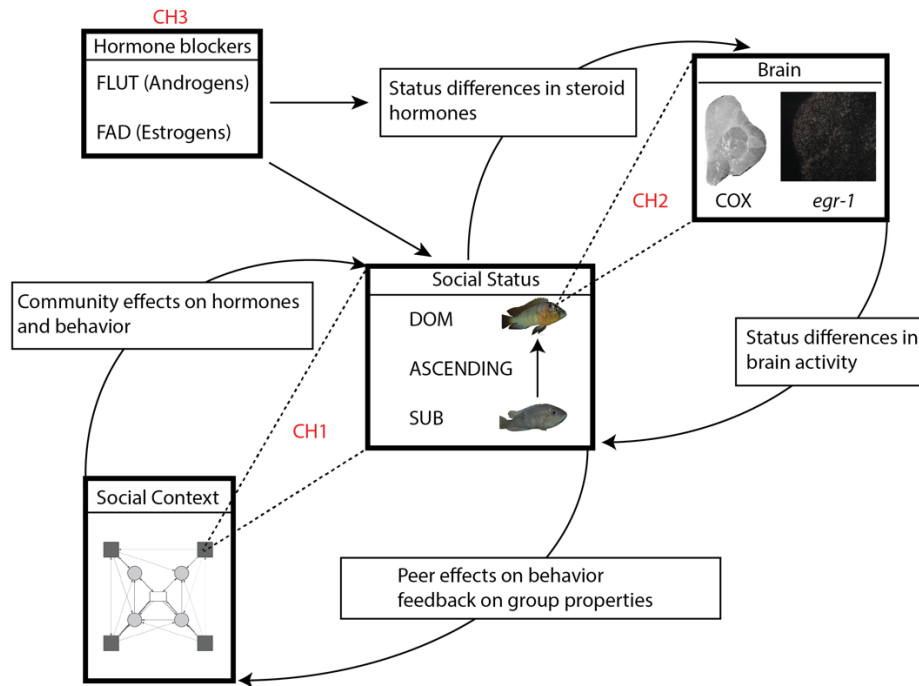 CH3
Hormone blockers
FLUT (Androgens)
FAD (Estrogens)
Status differences in steroid
hormones
Brain
COX
egr-1
CH2
Social Status
DOM
ASCENDING
SUB
Community effects on hormones
and behavior
Status differences in
brain activity
CH1
Social Context
Peer effects on behavior
feedback on group properties